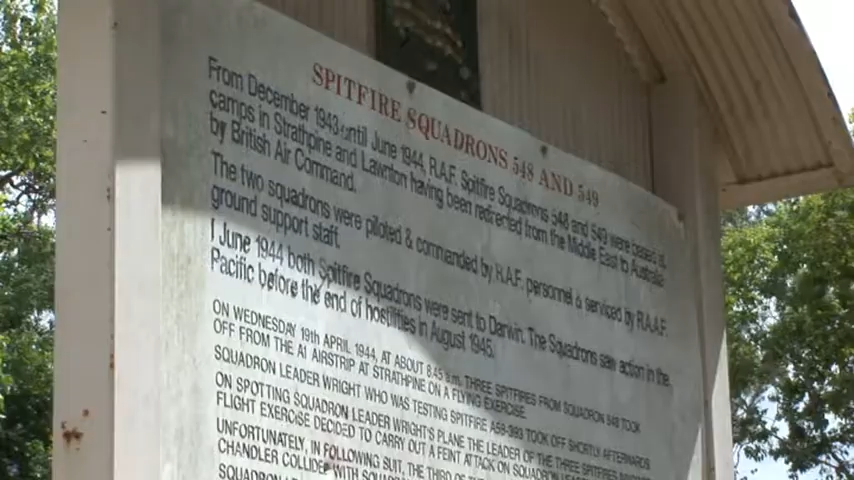 SPITFIRE SQUADRONS 548 AND 549
From December 1943 until June 1944, R.A.F. Spitfire Squadrons 548 and 549 were based at
camps in Strathpine and Lawnton having been redirected from the Middle East to Australia
by British Air Command.
The two squadrons were piloted & commanded by R.A.F. personnel & serviced by R.A.A.F.
ground support staff.
June 1944 both Spitfire Squadrons were sent to Darwin. The Squadrons saw action in the
Pacific before the end of hostilities in August 1945.
ON WEDNESDAY 19th APRIL 1944, AT ABOUT 8.45 a.m. THREE SPITFIRES FROM SQUADRON 548 TOOK
OFF FROM THE A1 AIRSTRIP AT STRATHPINE ON A FLYING EXERCISE.
SQUADRON LEADER WRIGHT WHO WAS TESTING SPITFIRE A58-393 TOOK OFF SHORTLY AFTERWARDS
ON SPOTTING SQUADRON LEADER WRIGHT'S PLANE THE LEADER OF THE THREE SPITFIRES
FLIGHT EXERCISE DECIDED TO CARRY OUT A FEINT ATTACK ON SQUADRON
UNFORTUNATELY, IN FOLLOWING SUIT, THE THIRD OF THE
CHANDLER COLLIDED WITH
SQUADRON